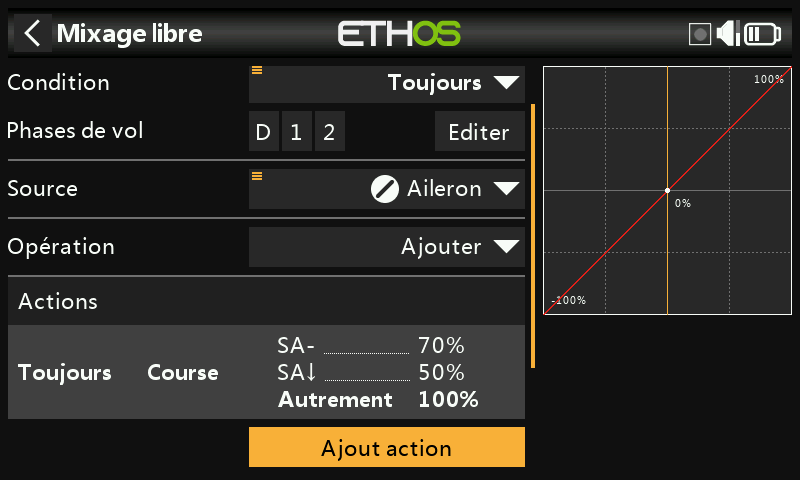 Mixage libre
ETHOS
Condition
Toujours
Phases de vol
D 1 2
Editer
Source
Aileron
Opération
Ajouter
Actions
Toujours
Course
SA- 70%
SA↓ 50%
Autrement 100%
Ajout action
100%
0%
-100%